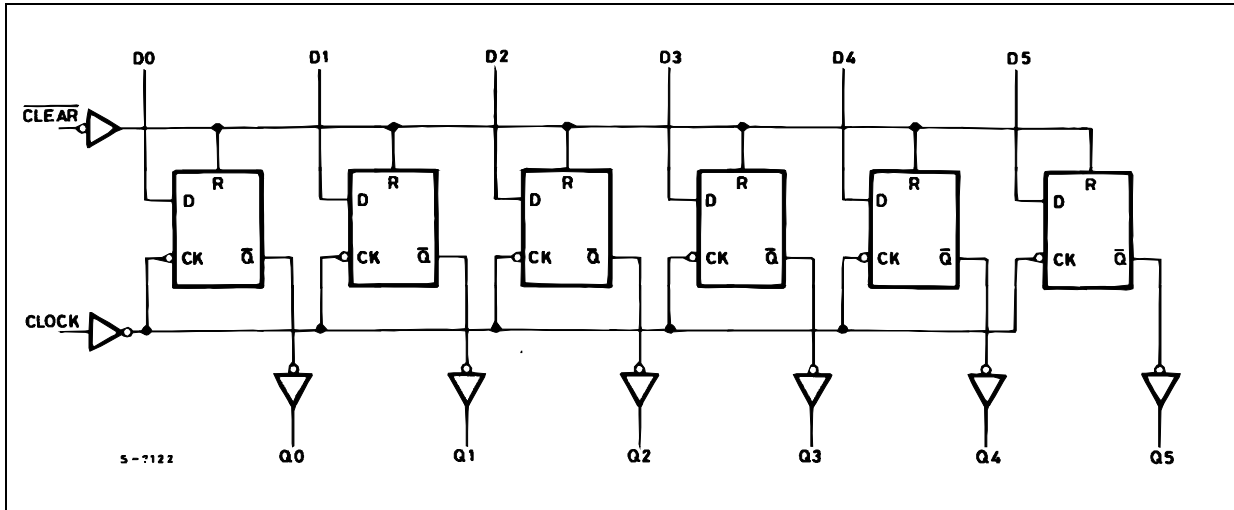 D0 D1 D2 D3 D4 D5
C̅L̅E̅A̅R̅
R R R R R R
D D D D D D
CK Q̅ CK Q̅ CK Q̅ CK Q̅ CK Q̅ CK Q̅
CLOCK
Q0 Q1 Q2 Q3 Q4 Q5